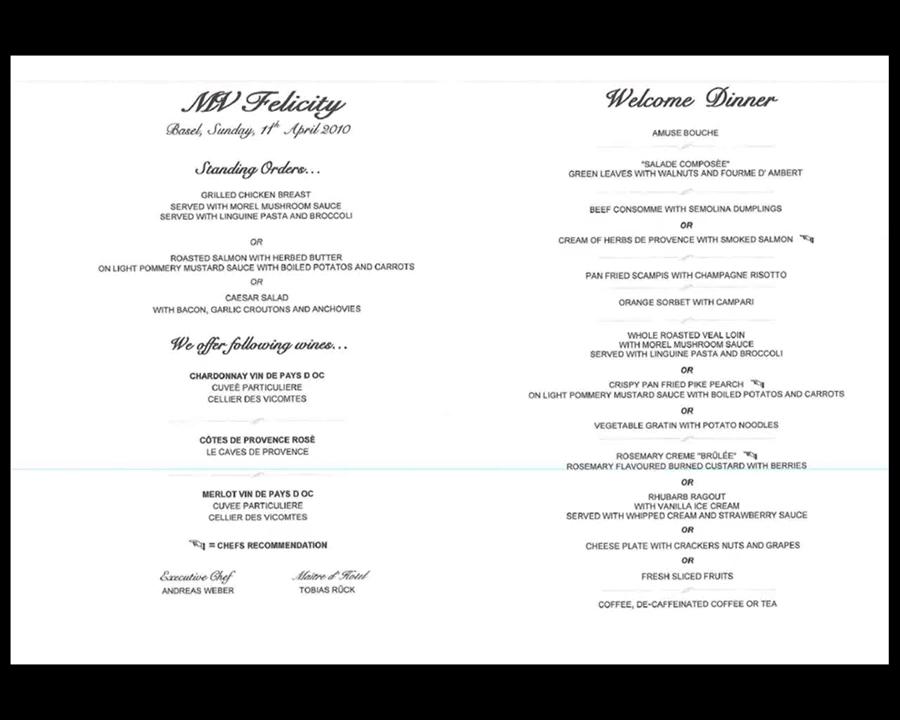 MV Felicity
Basel, Sunday, 11th April 2010
Standing Orders...
GRILLED CHICKEN BREAST
SERVED WITH MOREL MUSHROOM SAUCE
SERVED WITH LINGUINE PASTA AND BROCCOLI
OR
ROASTED SALMON WITH HERBED BUTTER
ON LIGHT POMMERY MUSTARD SAUCE WITH BOILED POTATOS AND CARROTS
OR
CAESAR SALAD
WITH BACON, GARLIC CROUTONS AND ANCHOVIES
We offer following wines...
CHARDONNAY VIN DE PAYS D OC
CUVEÈ PARTICULIERE
CELLIER DES VICOMTES
CÔTES DE PROVENCE ROSÈ
LE CAVES DE PROVENCE
MERLOT VIN DE PAYS D OC
CUVEE PARTICULIERE
CELLIER DES VICOMTES
= CHEFS RECOMMENDATION
Executive Chef
ANDREAS WEBER
Maitre d' Hotel
TOBIAS RÜCK
Welcome Dinner
AMUSE BOUCHE
"SALADE COMPOSÈE"
GREEN LEAVES WITH WALNUTS AND FOURME D' AMBERT
BEEF CONSOMME WITH SEMOLINA DUMPLINGS
OR
CREAM OF HERBS DE PROVENCE WITH SMOKED SALMON
PAN FRIED SCAMPIS WITH CHAMPAGNE RISOTTO
ORANGE SORBET WITH CAMPARI
WHOLE ROASTED VEAL LOIN
WITH MOREL MUSHROOM SAUCE
SERVED WITH LINGUINE PASTA AND BROCCOLI
OR
CRISPY PAN FRIED PIKE PEARCH
ON LIGHT POMMERY MUSTARD SAUCE WITH BOILED POTATOS AND CARROTS
OR
VEGETABLE GRATIN WITH POTATO NOODLES
ROSEMARY CREME "BRÛLÉE"
ROSEMARY FLAVOURED BURNED CUSTARD WITH BERRIES
OR
RHUBARB RAGOUT
WITH VANILLA ICE CREAM
SERVED WITH WHIPPED CREAM AND STRAWBERRY SAUCE
OR
CHEESE PLATE WITH CRACKERS NUTS AND GRAPES
OR
FRESH SLICED FRUITS
COFFEE, DE-CAFFEINATED COFFEE OR TEA